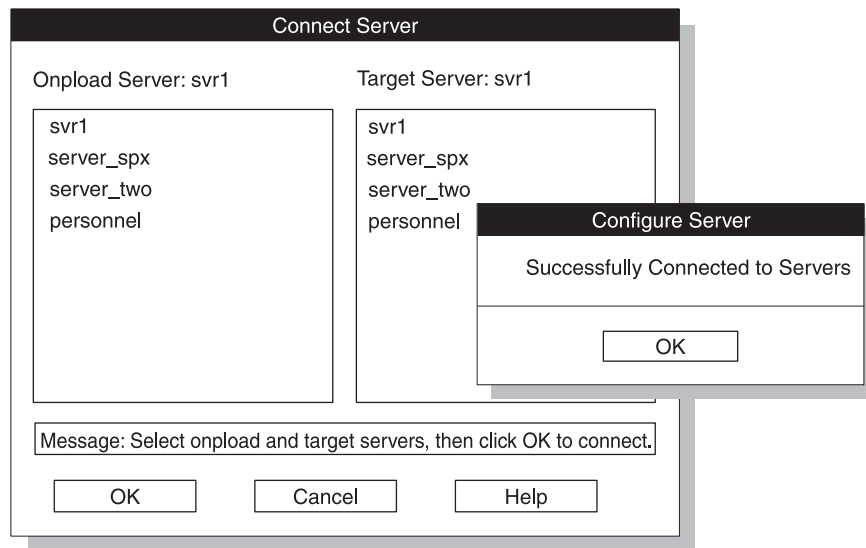 Connect Server
Onpload Server: svr1
svr1
server_spx
server_two
personnel
Target Server: svr1
svr1
server_spx
server_two
personnel
Configure Server
Successfully Connected to Servers
OK
Message: Select onpload and target servers, then click OK to connect.
OK
Cancel
Help